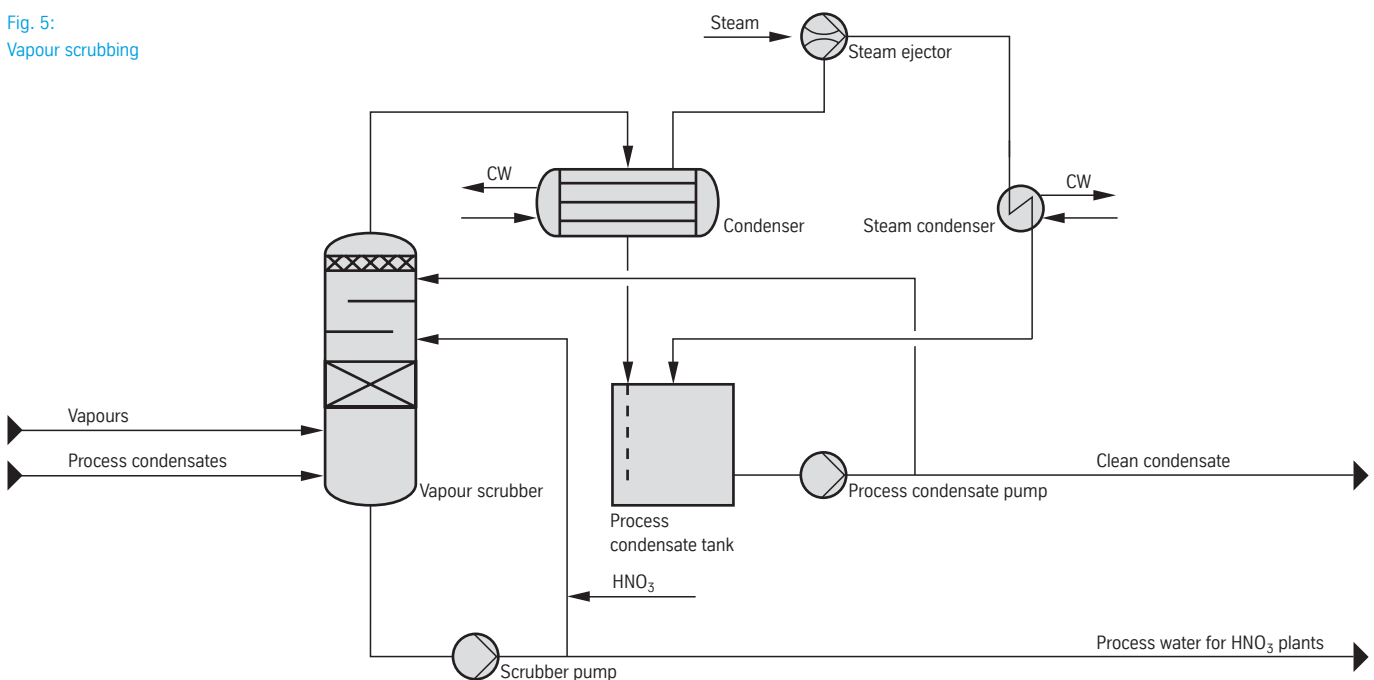 Fig. 5:
Vapour scrubbing
Steam
Steam ejector
CW
Condenser
CW
Steam condenser
Vapours
Process condensates
Vapour scrubber
Clean condensate
Process condensate pump
Process
condensate tank
HNO₃
Process water for HNO₃ plants
Scrubber pump